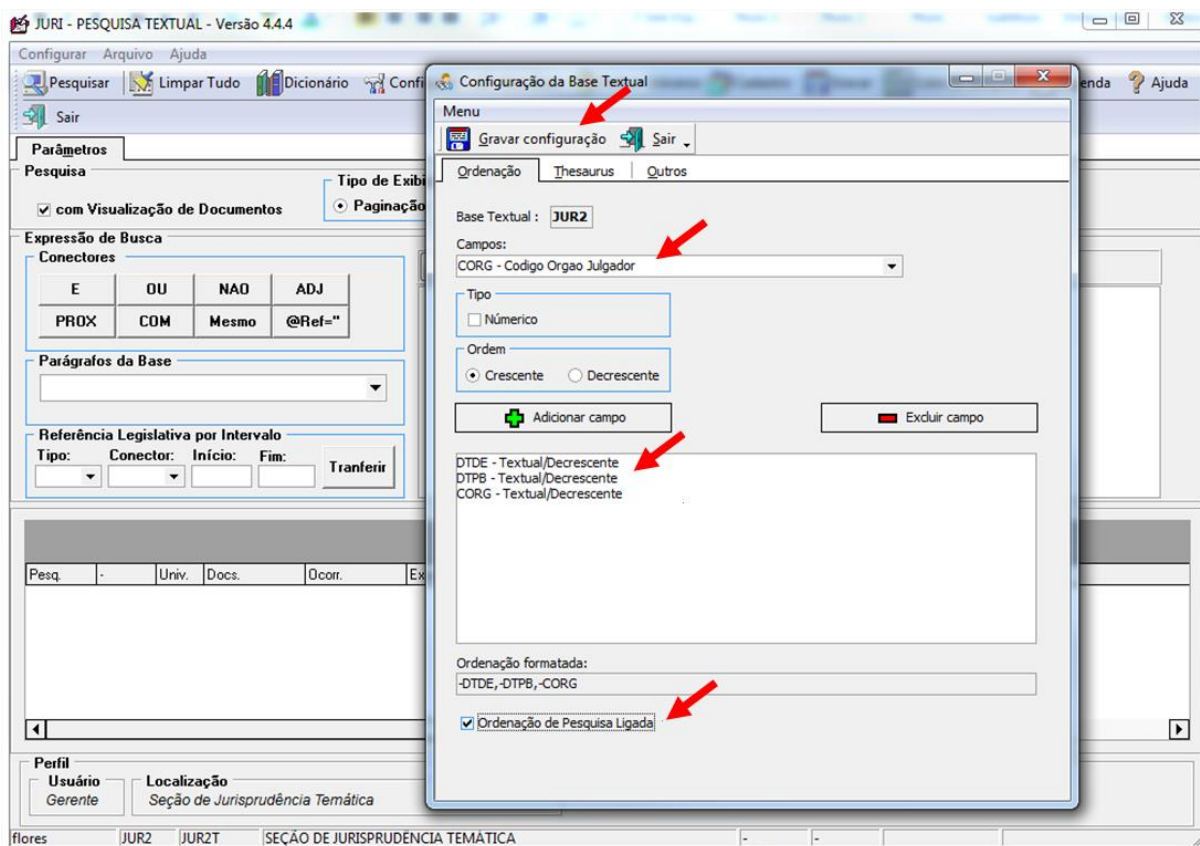 JURI - PESQUISA TEXTUAL - Versão 4.4.4
Configurar Arquivo Ajuda
Pesquisar Limpar Tudo Dicionário Confi
enda Ajuda
Sair
Parâmetros
Pesquisa
com Visualização de Documentos
Tipo de Exibi
Paginação
Expressão de Busca
Conectores
E OU NAO ADJ
PROX COM Mesmo @Ref="
Parágrafos da Base
Referência Legislativa por Intervalo
Tipo: Conector: Início: Fim:
Tranferir
Pesq. - Univ. Docs. Ocorr. Ex
Perfil
Usuário
Gerente
Localização
Seção de Jurisprudência Temática
flores JUR2 JUR2T SEÇÃO DE JURISPRUDÊNCIA TEMÁTICA - -
Configuração da Base Textual
Menu
Gravar configuração Sair
Ordenação Thesaurus Outros
Base Textual : JUR2
Campos:
CORG - Codigo Orgao Julgador
Tipo
Númerico
Ordem
Crescente Decrescente
Adicionar campo Excluir campo
DTDE - Textual/Decrescente
DTPB - Textual/Decrescente
CORG - Textual/Decrescente
Ordenação formatada:
-DTDE,-DTPB,-CORG
Ordenação de Pesquisa Ligada